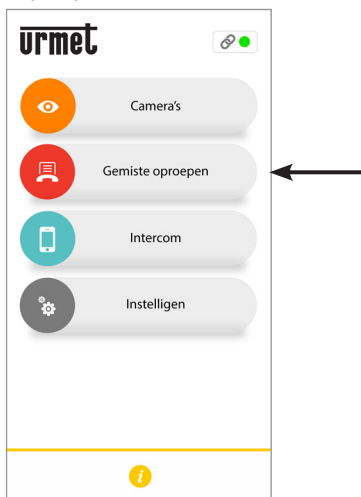 urmet
Camera's
Gemiste oproepen
Intercom
Instelligen
i